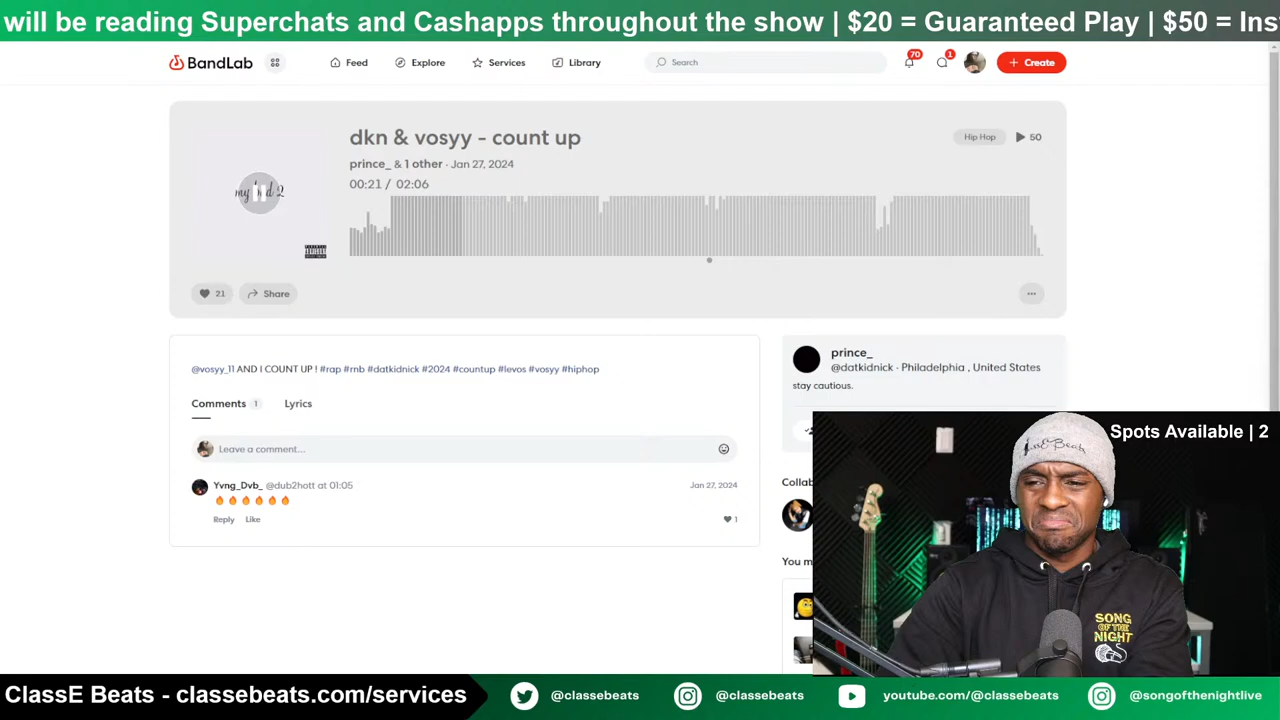 will be reading Superchats and Cashapps throughout the show | $20 = Guaranteed Play | $50 = Ins
BandLab
Feed
Explore
Services
Library
Search
70
1
+ Create
dkn & vosyy - count up
Hip Hop
50
prince_ & 1 other · Jan 27, 2024
00:21 / 02:06
21
Share
@vosyy_11 AND I COUNT UP ! #rap #rnb #datkidnick #2024 #countup #levos #vosyy #hiphop
Comments 1
Lyrics
Leave a comment...
Yvng_Dvb_ @dub2hott at 01:05
Jan 27, 2024
Reply Like
1
prince_
@datkidnick · Philadelphia , United States
stay cautious.
Spots Available | 2
Collab
You m
SONG
OF THE
NIGHT
ClassE Beats - classebeats.com/services
@classebeats
@classebeats
youtube.com/@classebeats
@songofthenightlive